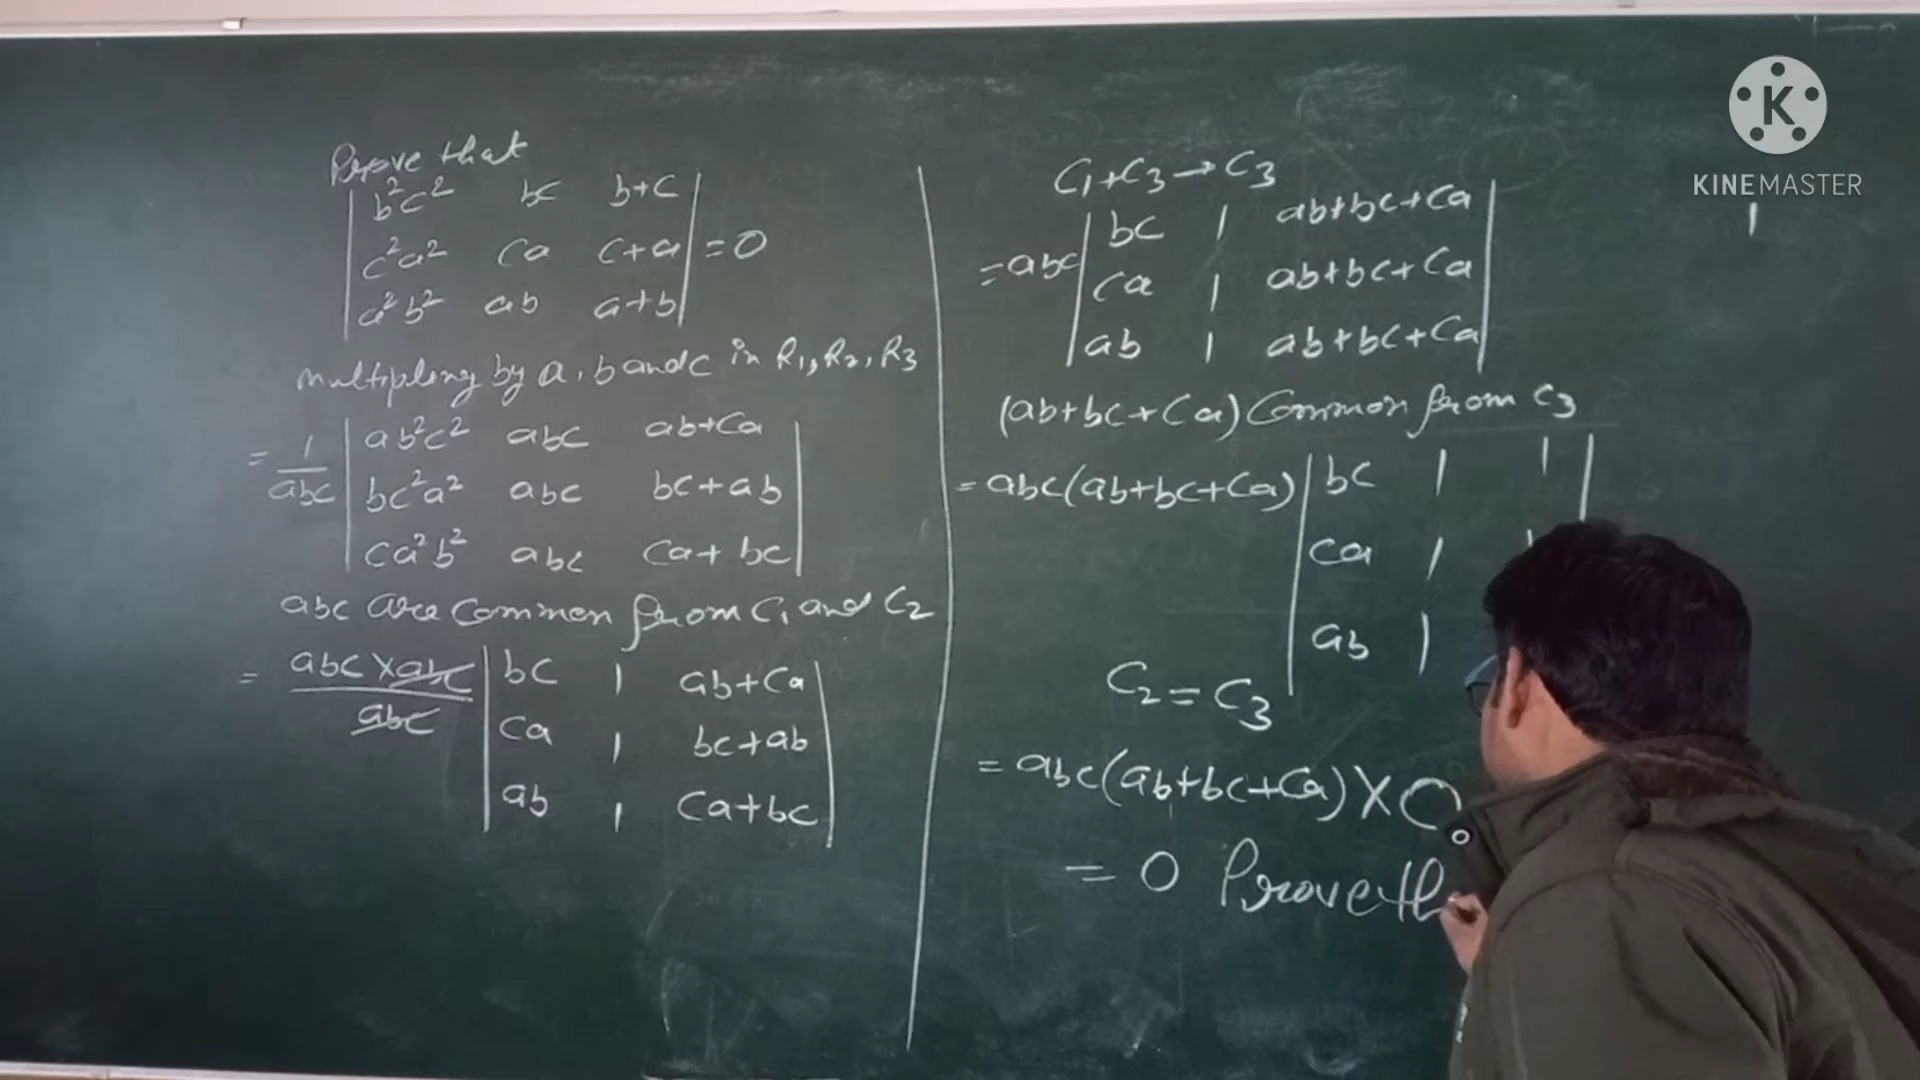 Prove that
| b²c² bc b+c |
| c²a² ca c+a | = 0
| a²b² ab a+b |
multipling by a, b and c in R₁, R₂, R₃
= 1/abc | ab²c² abc ab+ca |
| bc²a² abc bc+ab |
| ca²b² abc ca+bc |
abc are common from C₁ and C₂
= abc×abc/abc | bc 1 ab+ca |
| ca 1 bc+ab |
| ab 1 ca+bc |
C₁+C₃→C₃
= abc | bc 1 ab+bc+ca |
| ca 1 ab+bc+ca |
| ab 1 ab+bc+ca |
(ab+bc+ca) common from C₃
= abc(ab+bc+ca) | bc 1 1 |
| ca 1 1
| ab 1
C₂ = C₃
= abc(ab+bc+ca)×0
= 0 Prove th
K
KINEMASTER
1